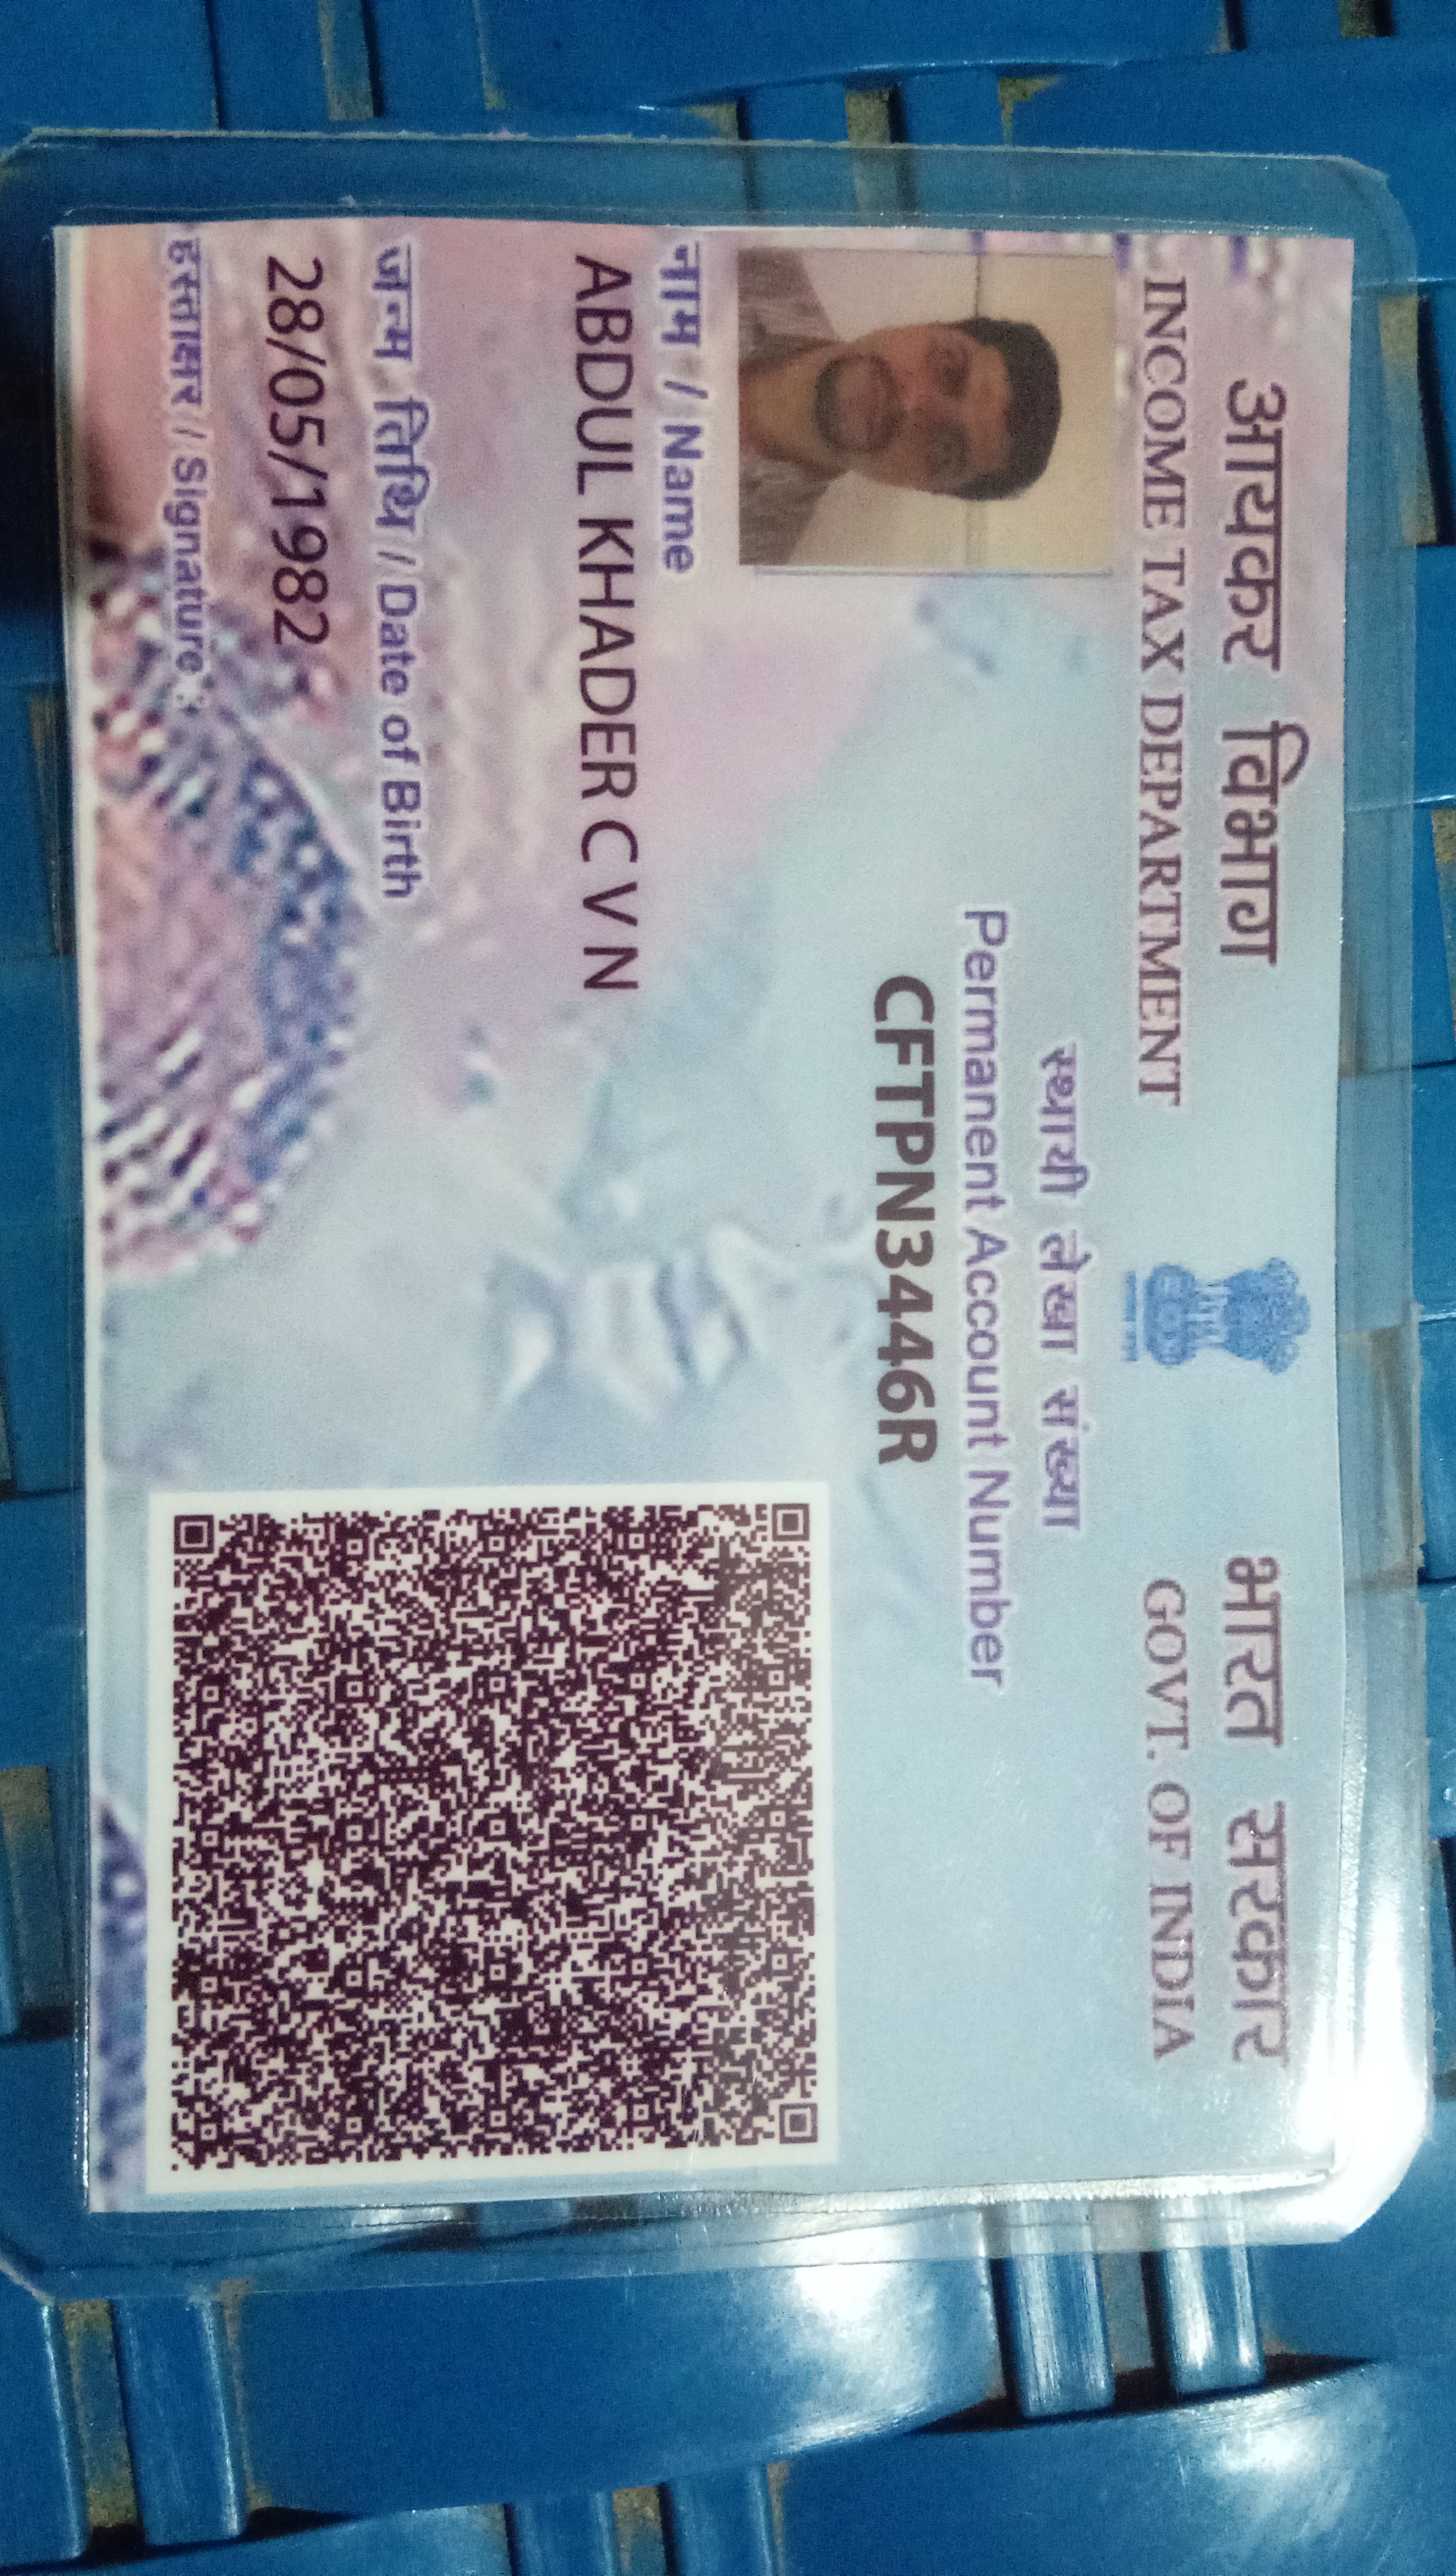 आयकर विभाग
INCOME TAX DEPARTMENT
भारत सरकार
GOVT. OF INDIA
स्थायी लेखा संख्या
Permanent Account Number
CFTPN3446R
नाम / Name
ABDUL KHADER C V N
जन्म तिथि / Date of Birth
28/05/1982
हस्ताक्षर / Signature